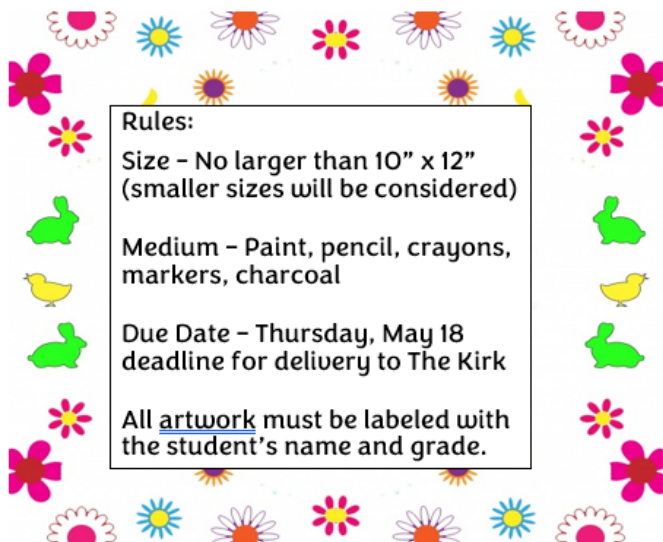 Rules:
Size – No larger than 10” x 12”
(smaller sizes will be considered)
Medium – Paint, pencil, crayons,
markers, charcoal
Due Date – Thursday, May 18
deadline for delivery to The Kirk
All artwork must be labeled with
the student’s name and grade.